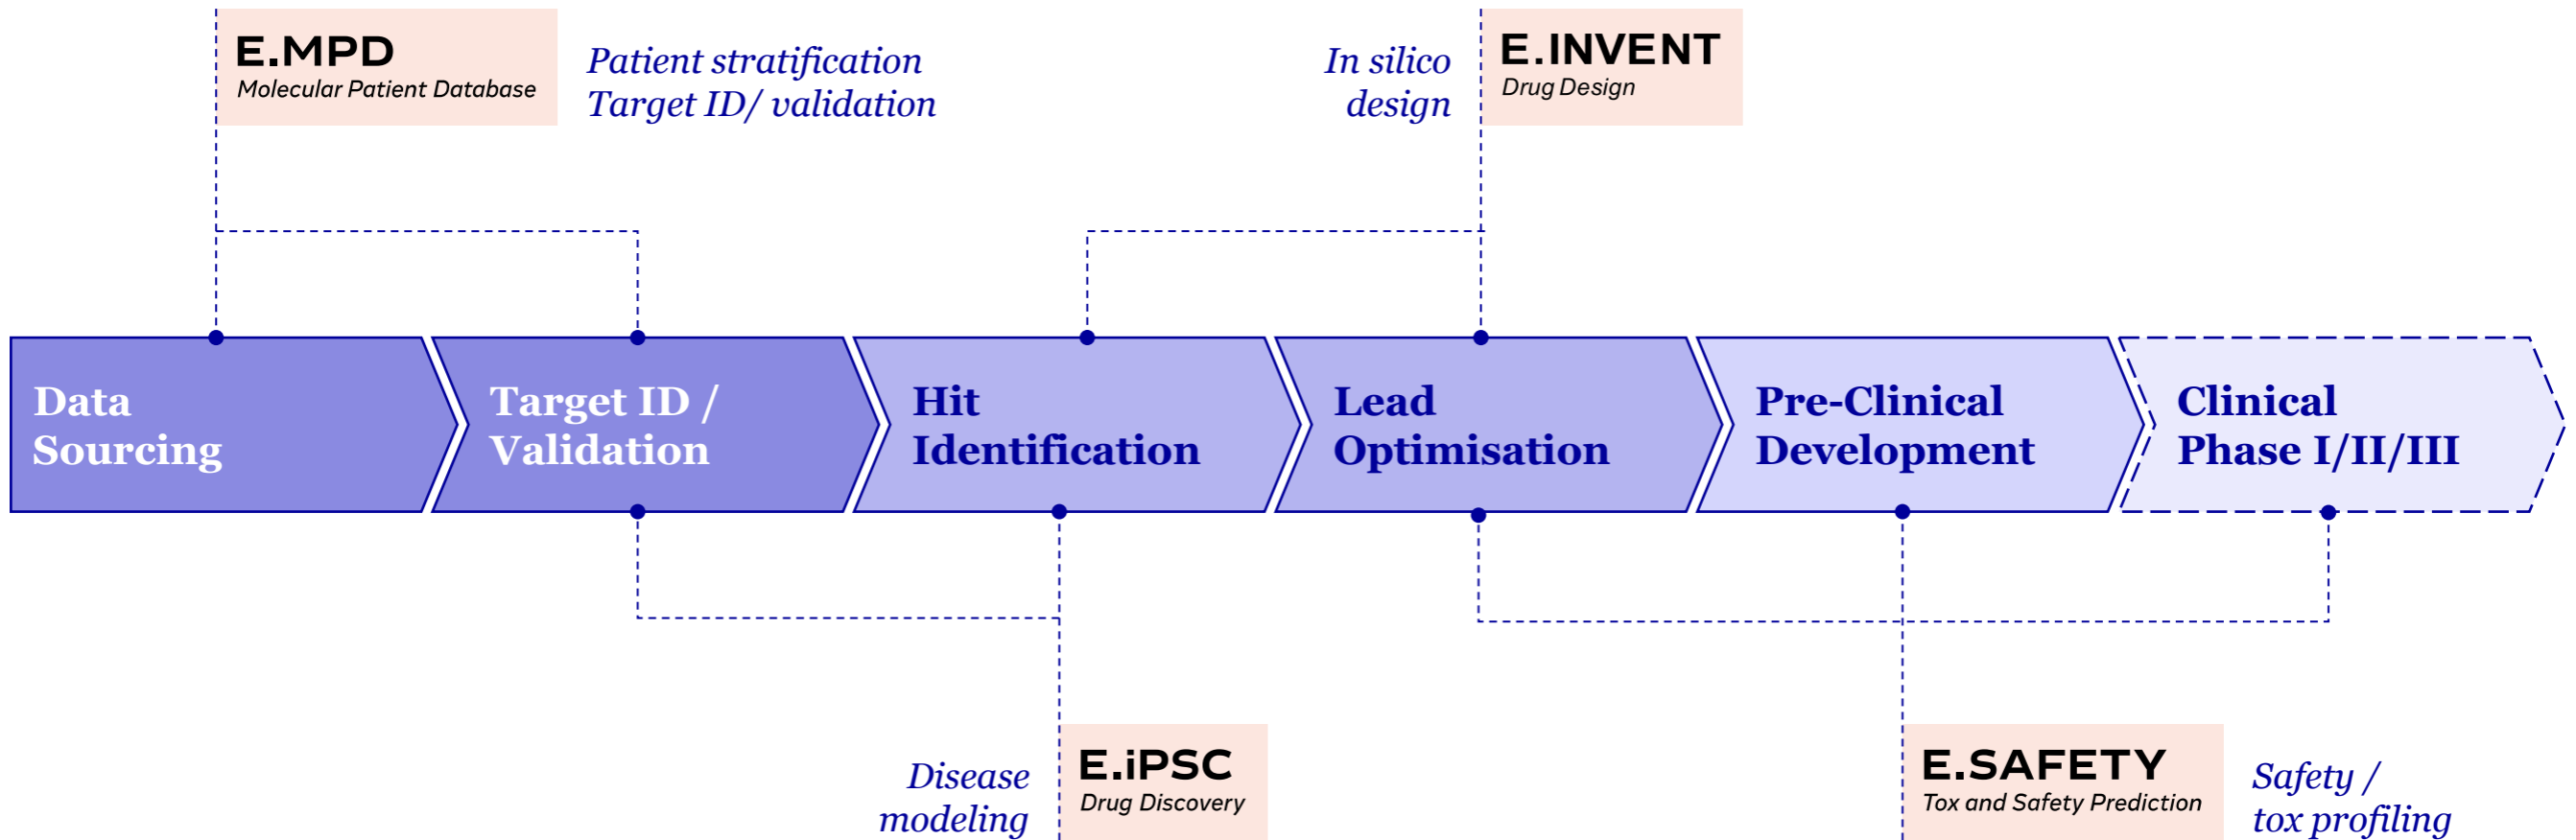 E.MPD
Molecular Patient Database
Patient stratification
Target ID/ validation
In silico
design
E.INVENT
Drug Design
Data
Sourcing
Target ID /
Validation
Hit
Identification
Lead
Optimisation
Pre-Clinical
Development
Clinical
Phase I/II/III
Disease
modeling
E.iPSC
Drug Discovery
E.SAFETY
Tox and Safety Prediction
Safety /
tox profiling